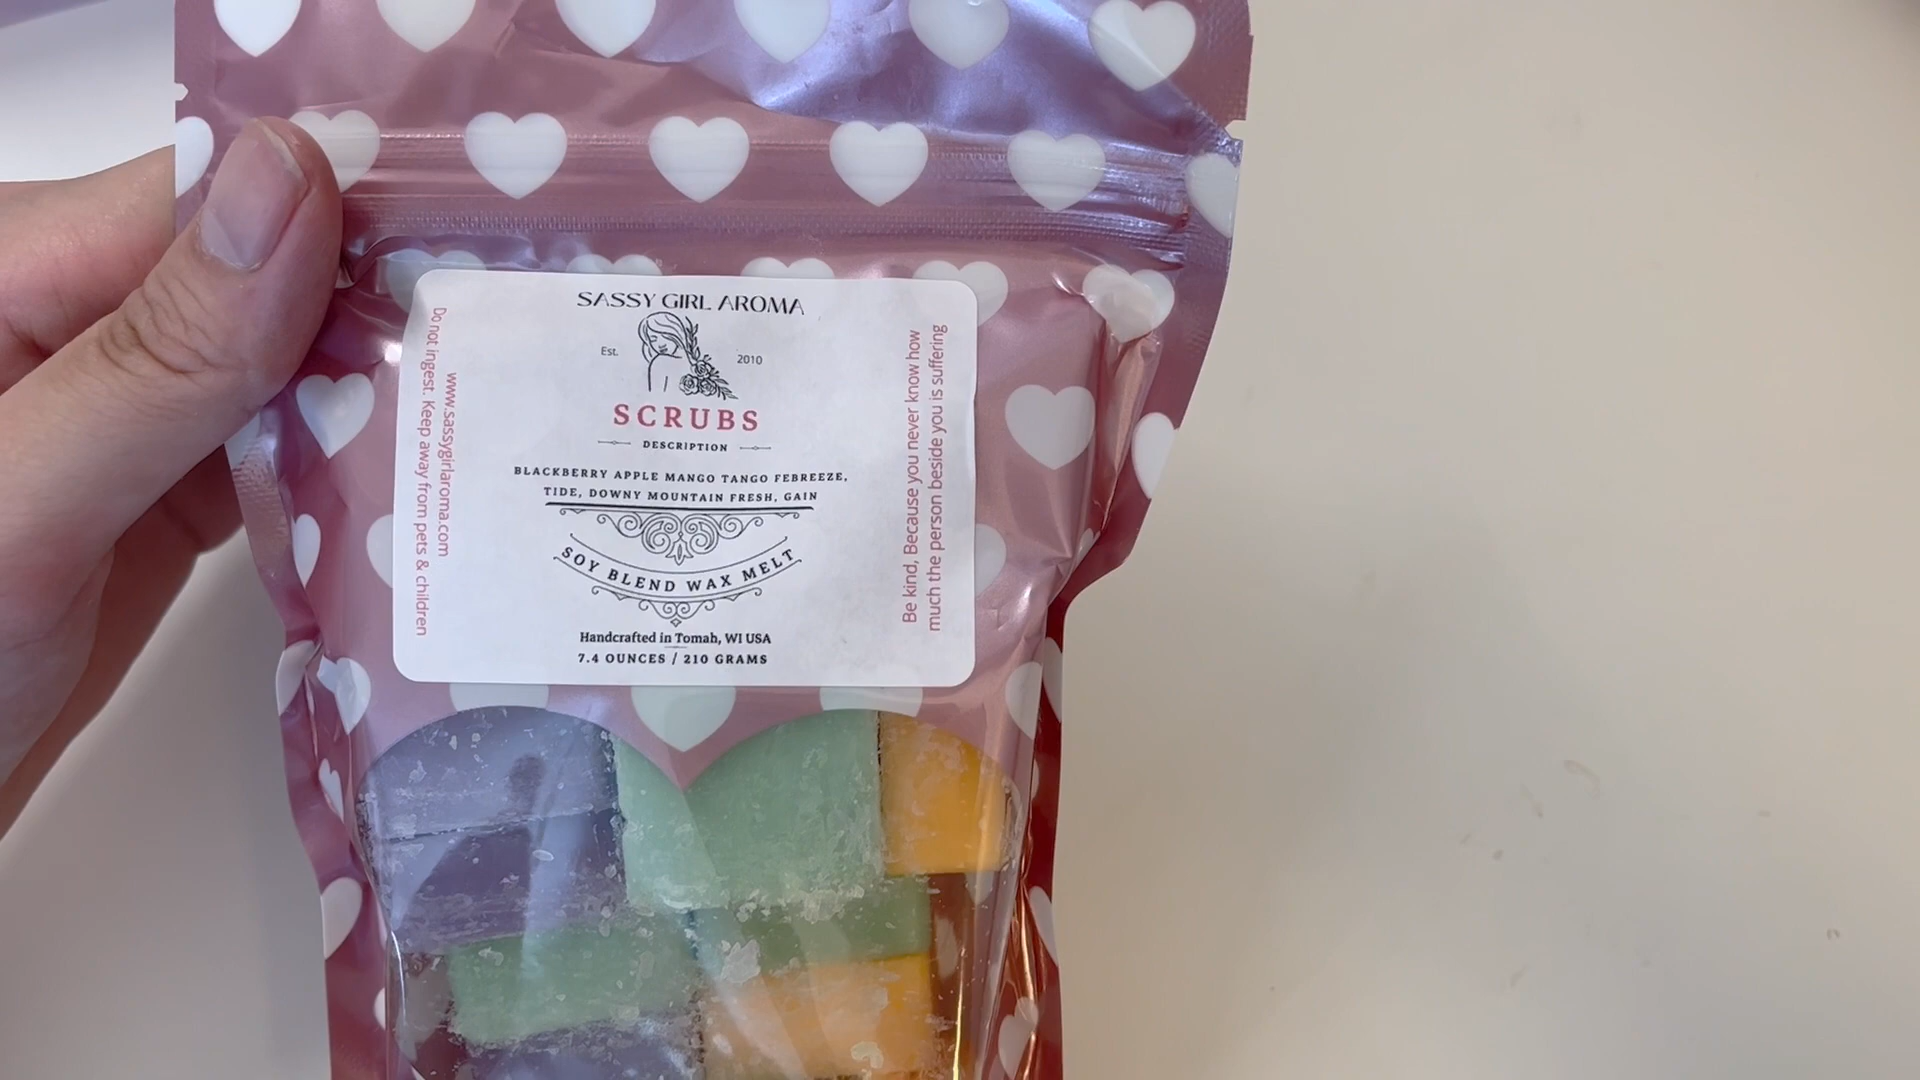 SASSY GIRL AROMA
Est. 2010
SCRUBS
DESCRIPTION
BLACKBERRY APPLE MANGO TANGO FEBREEZE,
TIDE, DOWNY MOUNTAIN FRESH, GAIN
SOY BLEND WAX MELT
Handcrafted in Tomah, WI USA
7.4 OUNCES / 210 GRAMS
www.sassygirlaroma.com
Do not ingest. Keep away from pets & children
Be kind, Because you never know how
much the person beside you is suffering